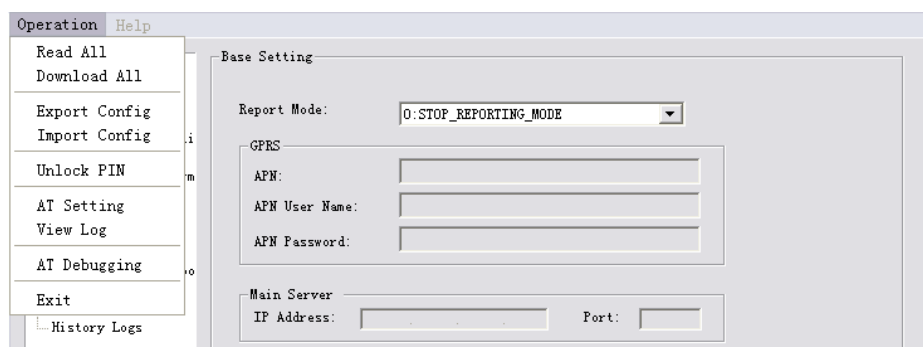 Operation Help
Read All
Download All
Export Config
Import Config
Unlock PIN
AT Setting
View Log
AT Debugging
Exit
History Logs
Base Setting
Report Mode: 0:STOP_REPORTING_MODE
GPRS
APN:
APN User Name:
APN Password:
Main Server
IP Address: . . . Port: